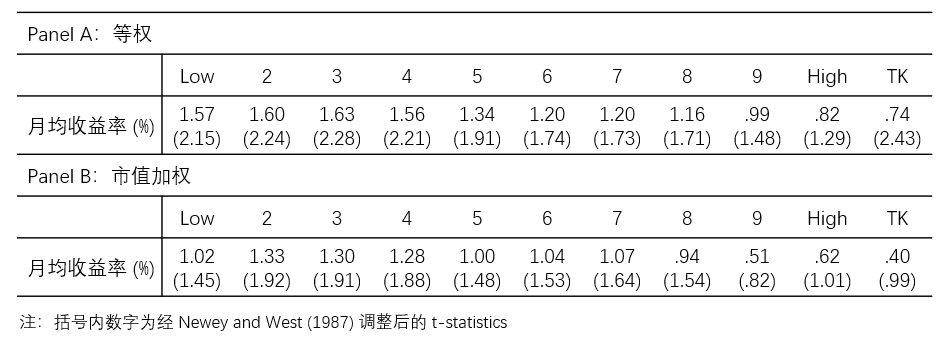 Panel A：等权
Low 2 3 4 5 6 7 8 9 High TK
月均收益率 (%) 1.57 1.60 1.63 1.56 1.34 1.20 1.20 1.16 .99 .82 .74
(2.15) (2.24) (2.28) (2.21) (1.91) (1.74) (1.73) (1.71) (1.48) (1.29) (2.43)
Panel B：市值加权
Low 2 3 4 5 6 7 8 9 High TK
月均收益率 (%) 1.02 1.33 1.30 1.28 1.00 1.04 1.07 .94 .51 .62 .40
(1.45) (1.92) (1.91) (1.88) (1.48) (1.53) (1.64) (1.54) (.82) (1.01) (.99)
注：括号内数字为经 Newey and West (1987) 调整后的 t-statistics